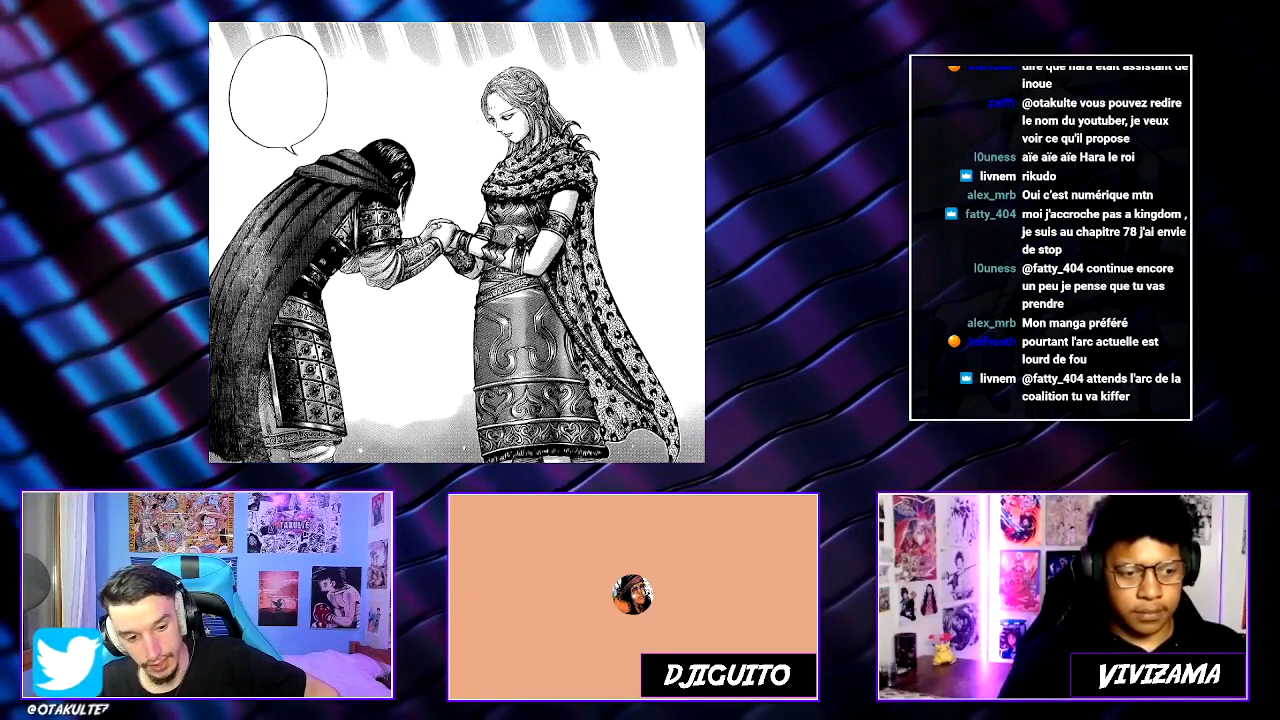 dire que hara était assistant de
inoue
zaiffy @otakulte vous pouvez redire
le nom du youtuber, je veux
voir ce qu'il propose
l0uness aïe aïe aïe Hara le roi
livnem rikudo
alex_mrb Oui c'est numérique mtn
fatty_404 moi j'accroche pas a kingdom ,
je suis au chapitre 78 j'ai envie
de stop
l0uness @fatty_404 continue encore
un peu je pense que tu vas
prendre
alex_mrb Mon manga préféré
pourtant l'arc actuelle est
lourd de fou
livnem @fatty_404 attends l'arc de la
coalition tu va kiffer
TAKULTE
DJIGUITO
VIVIZAMA
@OTAKULTE7